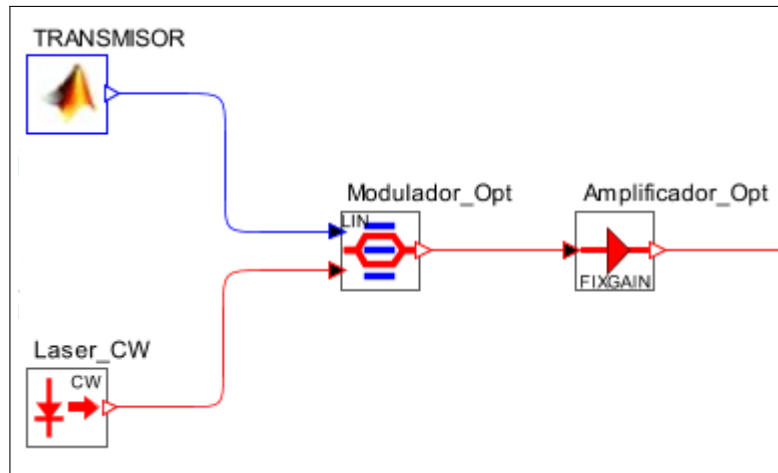 TRANSMISOR
Modulador_Opt
Amplificador_Opt
LIN
FIXGAIN
Laser_CW
CW